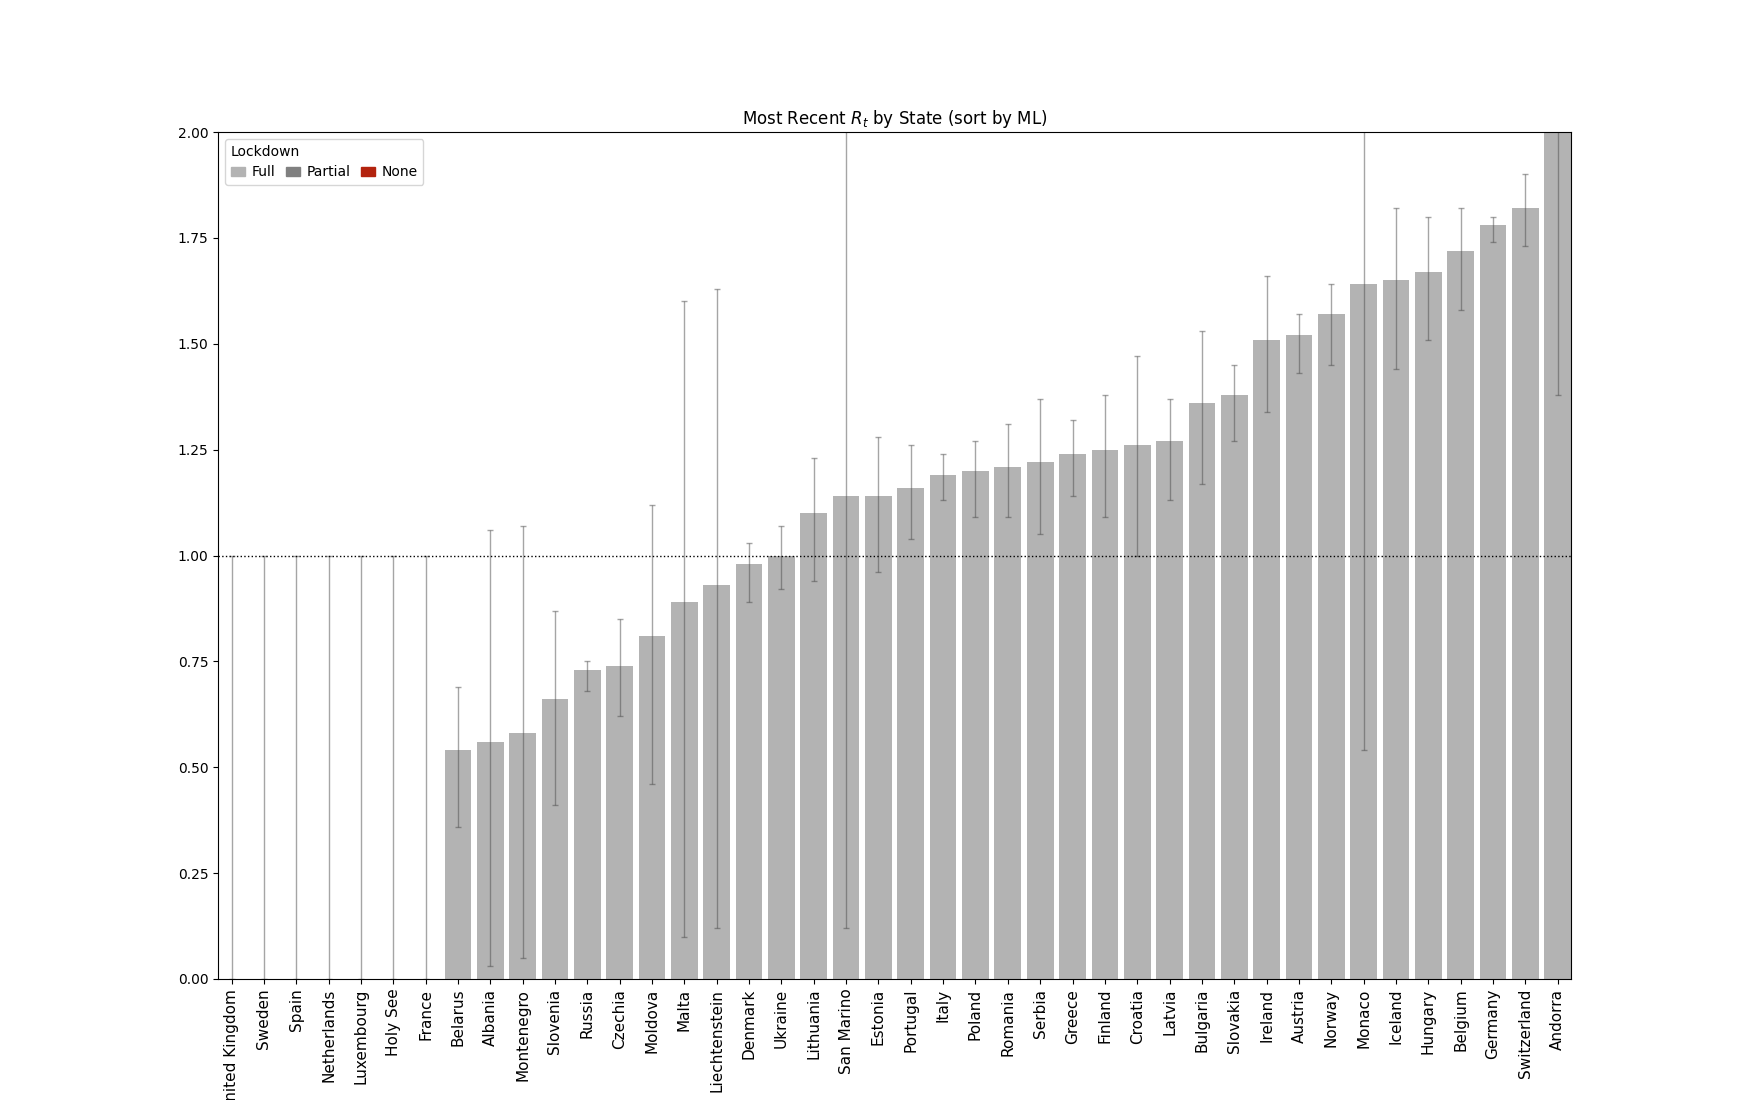 Most Recent Rt by State (sort by ML)
2.00
Lockdown
Full Partial None
1.75
1.50
1.25
1.00
0.75
0.50
0.25
0.00
nited Kingdom
Sweden
Spain
Netherlands
Luxembourg
Holy See
France
Belarus
Albania
Montenegro
Slovenia
Russia
Czechia
Moldova
Malta
Liechtenstein
Denmark
Ukraine
Lithuania
San Marino
Estonia
Portugal
Italy
Poland
Romania
Serbia
Greece
Finland
Croatia
Latvia
Bulgaria
Slovakia
Ireland
Austria
Norway
Monaco
Iceland
Hungary
Belgium
Germany
Switzerland
Andorra